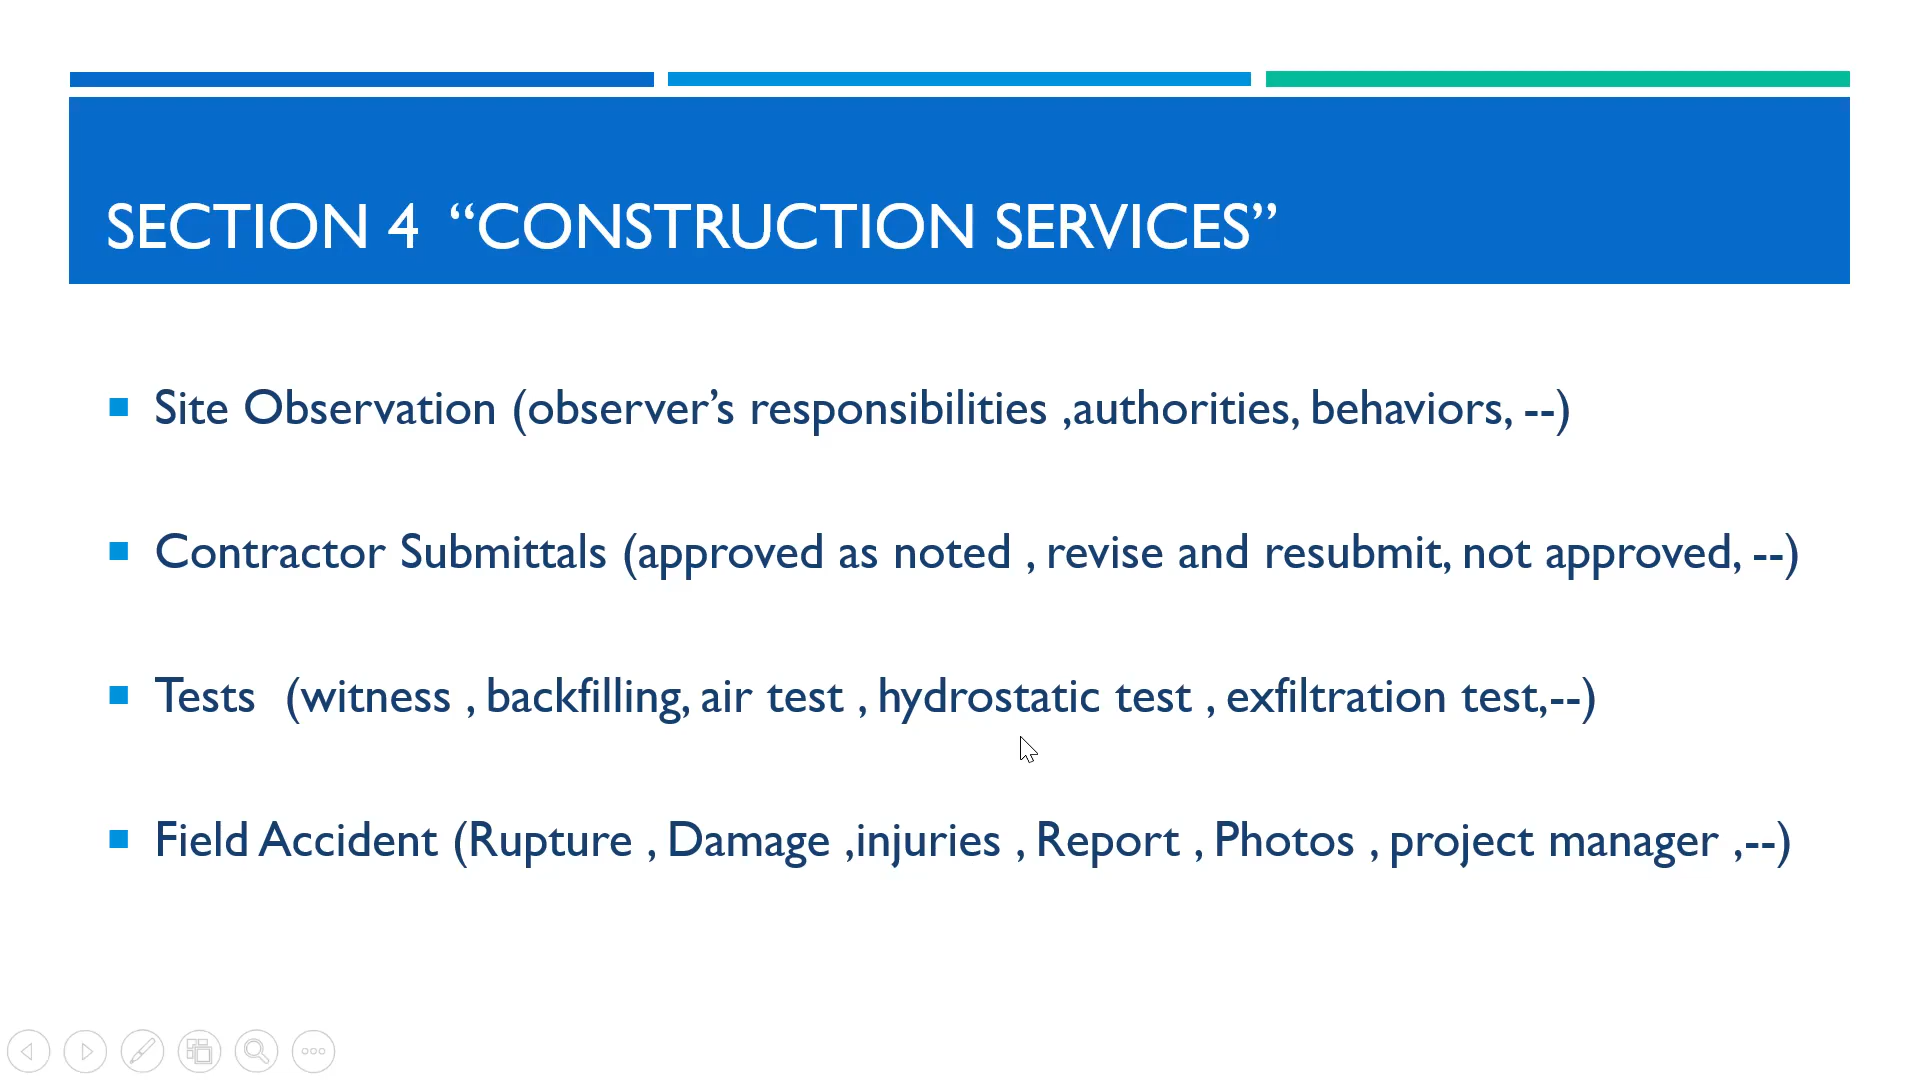 SECTION 4 “CONSTRUCTION SERVICES”
Site Observation (observer’s responsibilities ,authorities, behaviors, --)
Contractor Submittals (approved as noted , revise and resubmit, not approved, --)
Tests (witness , backfilling, air test , hydrostatic test , exfiltration test,--)
Field Accident (Rupture , Damage ,injuries , Report , Photos , project manager ,--)